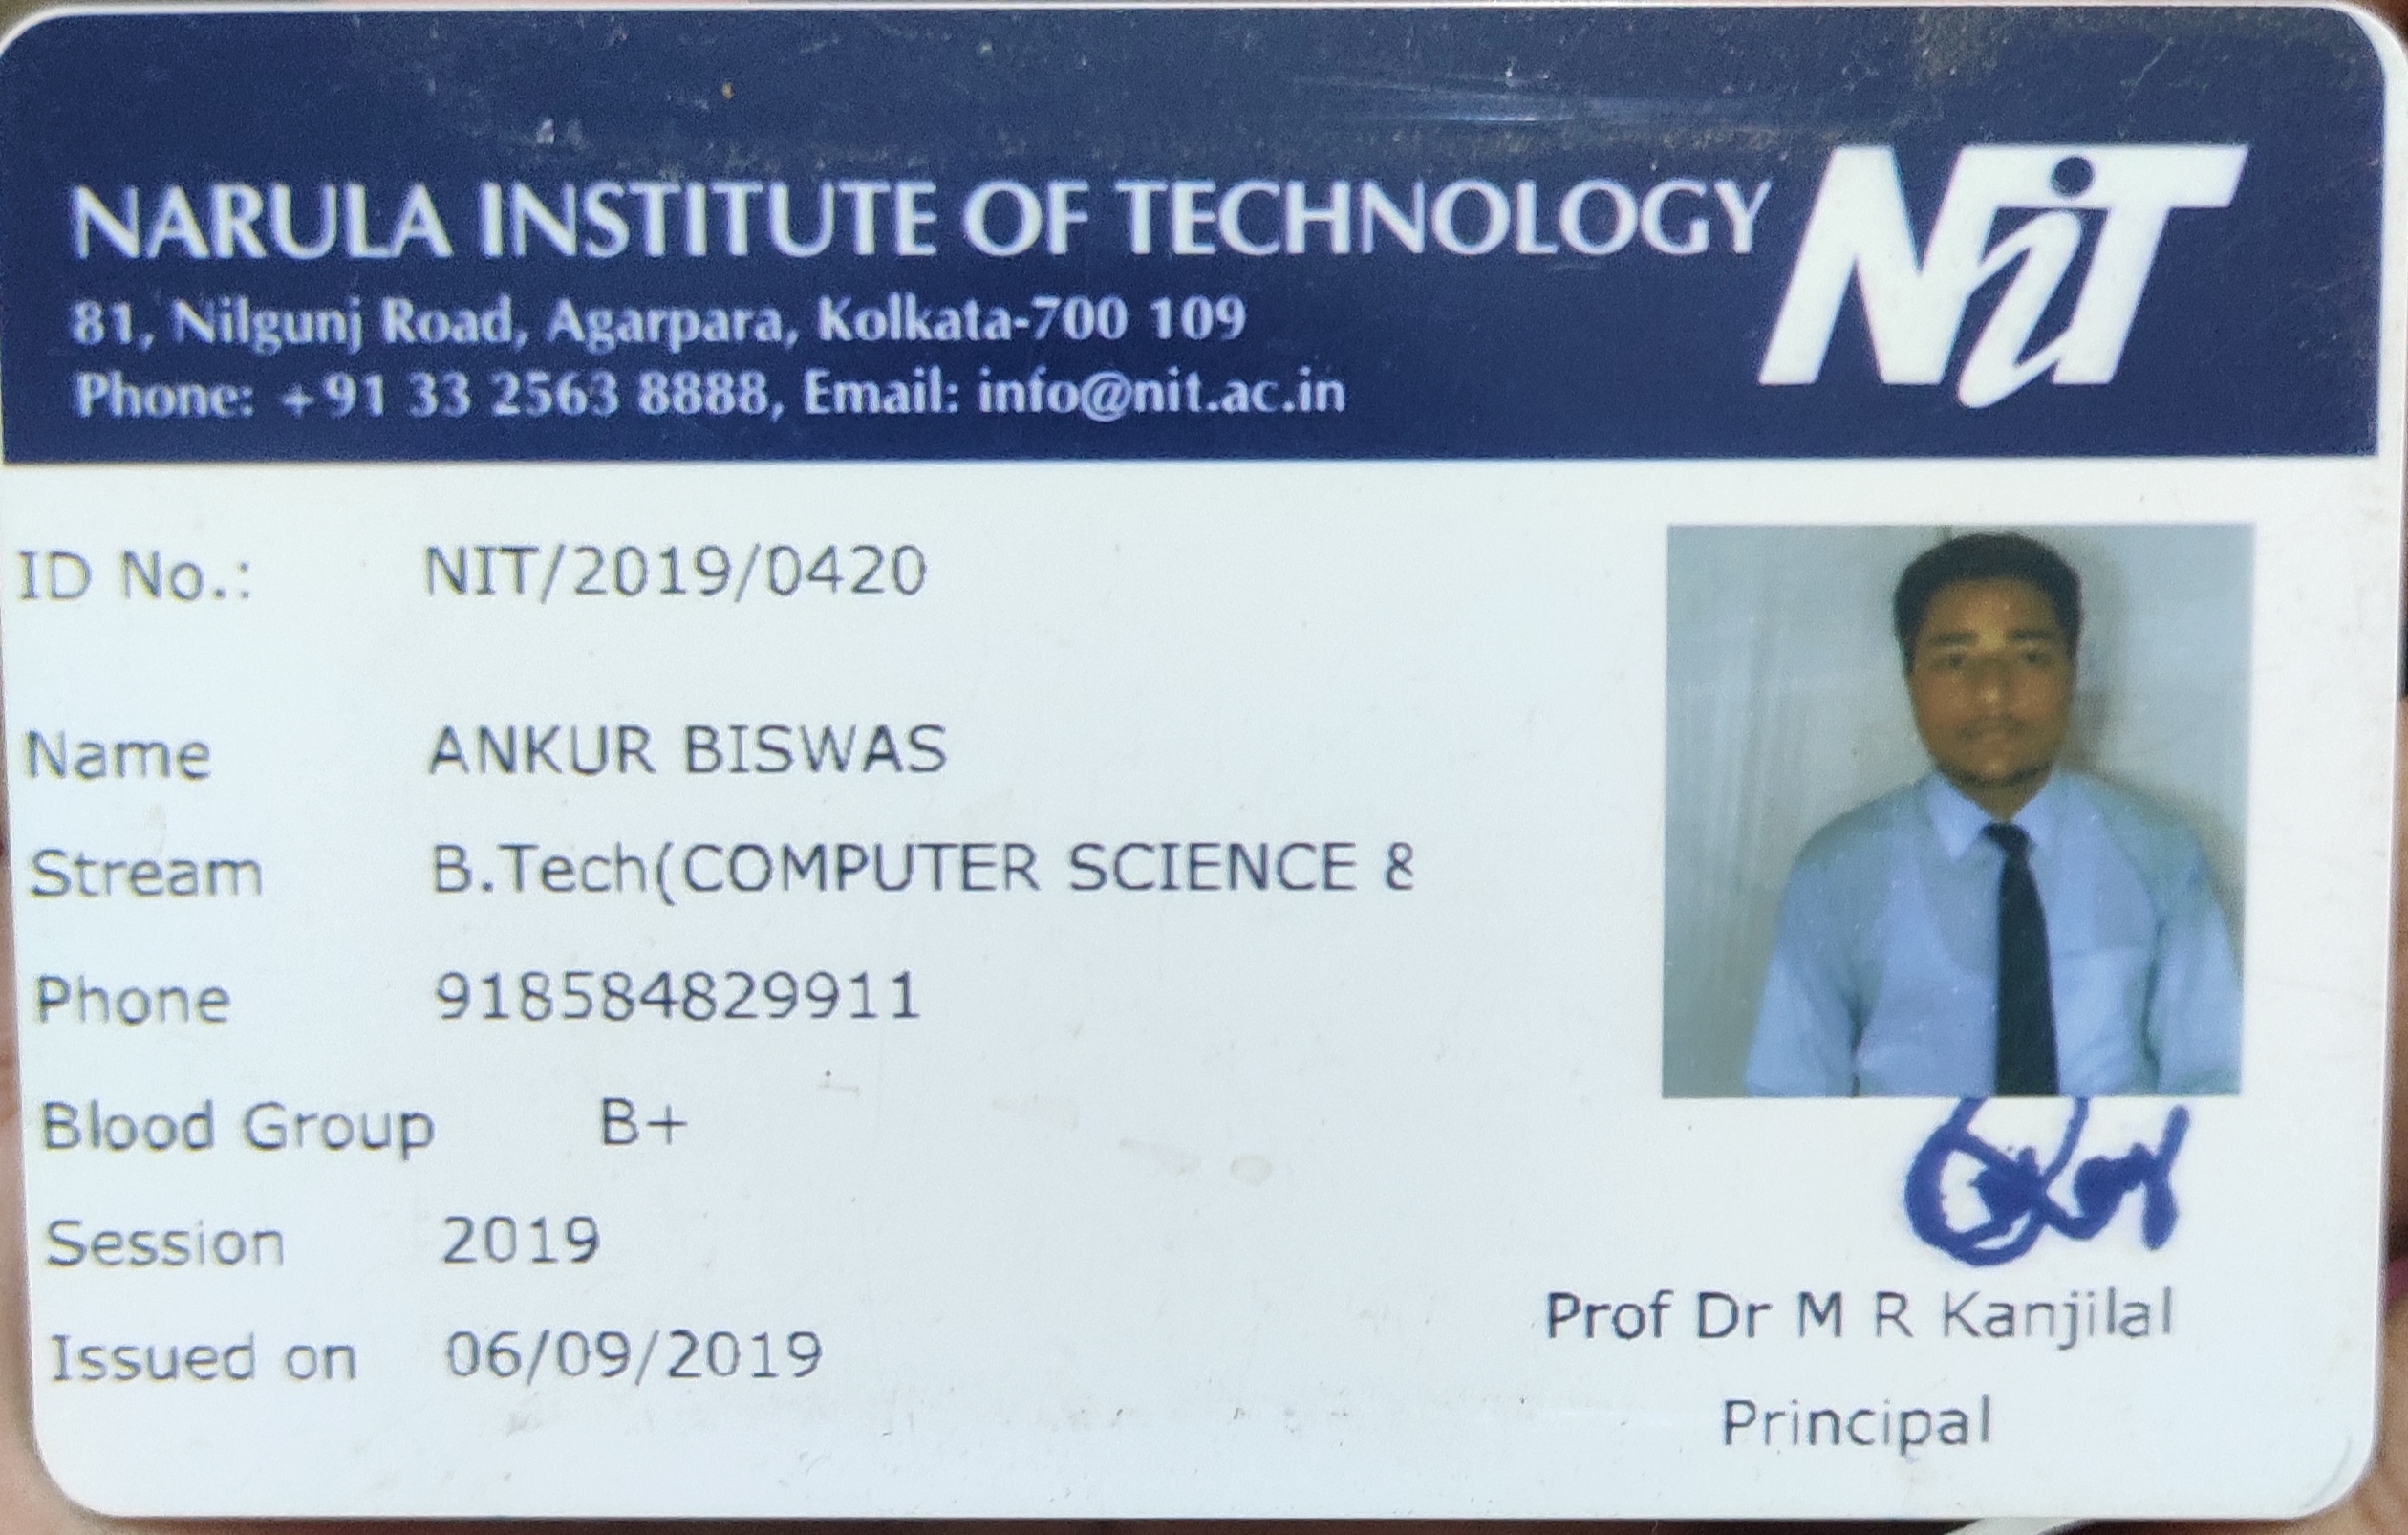 NARULA INSTITUTE OF TECHNOLOGY NiT
81, Nilgunj Road, Agarpara, Kolkata-700 109
Phone: +91 33 2563 8888, Email: info@nit.ac.in
ID No.: NIT/2019/0420
Name ANKUR BISWAS
Stream B.Tech(COMPUTER SCIENCE &
Phone 918584829911
Blood Group B+
Session 2019
Issued on 06/09/2019
Prof Dr M R Kanjilal
Principal